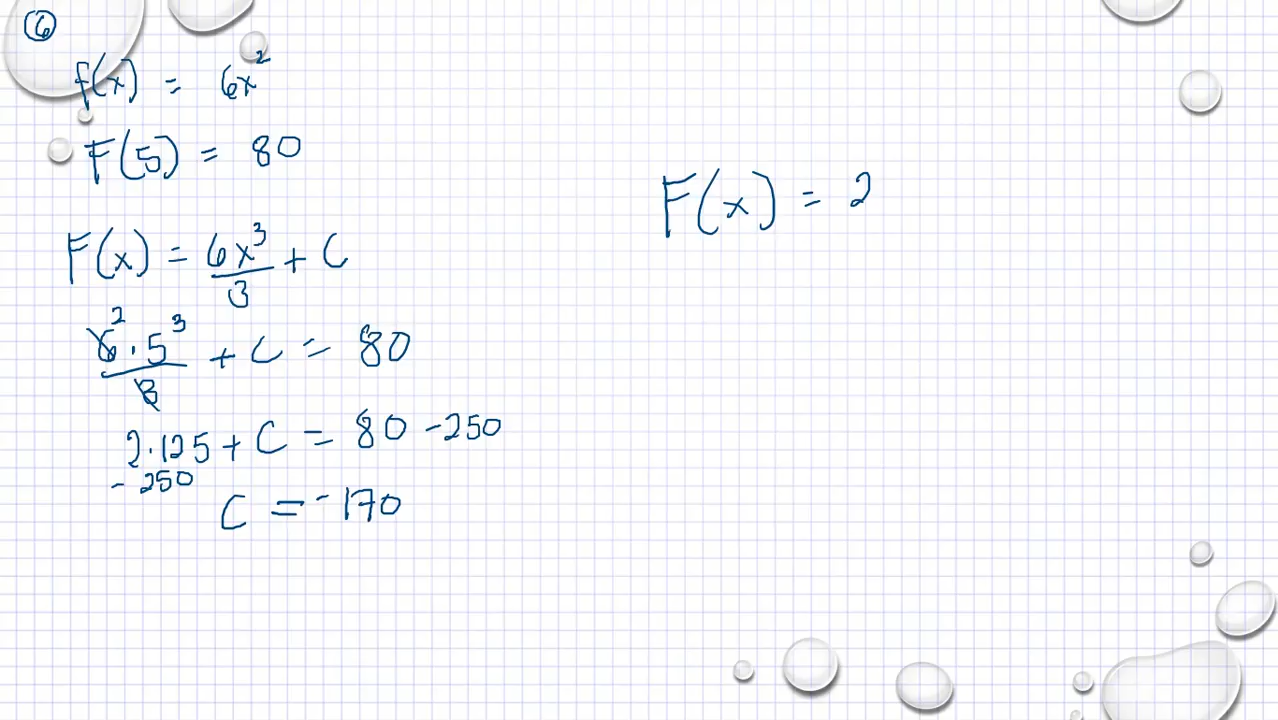 6
f(x) = 6x²
F(5) = 80
F(x) = 6x³/3 + C
6² · 5³/3 + C = 80
2·125 + C = 80 - 250
- 250
C = -170
F(x) = 2